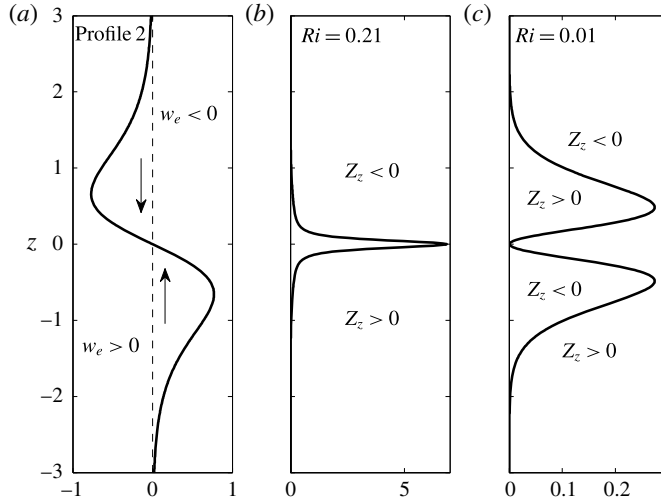 (a)
Profile 2
w_e < 0
w_e > 0
z
3
2
1
0
−1
−2
−3
−1
0
1
(b)
Ri = 0.21
Z_z < 0
Z_z > 0
0
5
(c)
Ri = 0.01
Z_z < 0
Z_z > 0
Z_z < 0
Z_z > 0
0
0.1
0.2